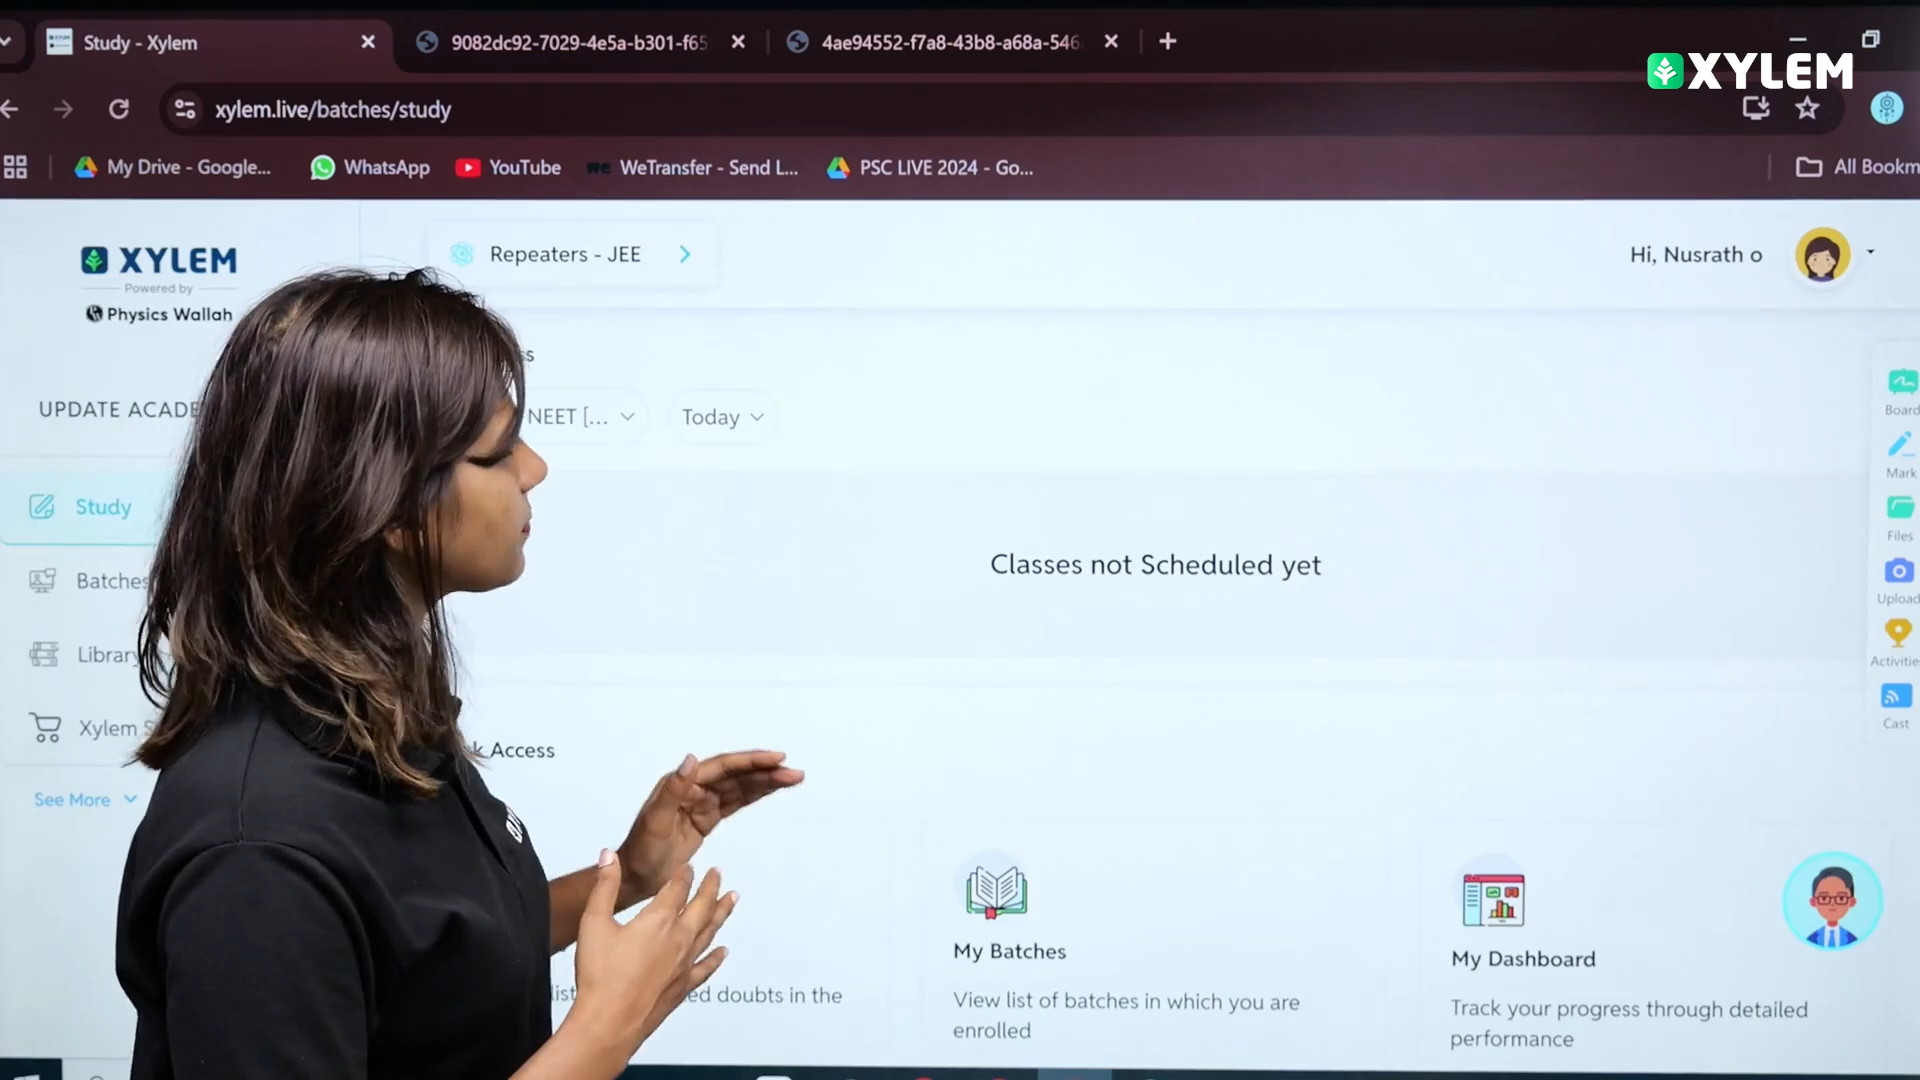 Study - Xylem
9082dc92-7029-4e5a-b301-f65
4ae94552-f7a8-43b8-a68a-546
XYLEM
xylem.live/batches/study
My Drive - Google...
WhatsApp
YouTube
WeTransfer - Send L...
PSC LIVE 2024 - Go...
All Bookm
XYLEM
Powered by
Physics Wallah
Repeaters - JEE
Hi, Nusrath o
UPDATE ACADE
NEET [...
Today
Study
Batches
Library
Xylem S
See More
Classes not Scheduled yet
Board
Mark
Files
Upload
Activitie
Cast
k Access
list
ed doubts in the
My Batches
View list of batches in which you are
enrolled
My Dashboard
Track your progress through detailed
performance